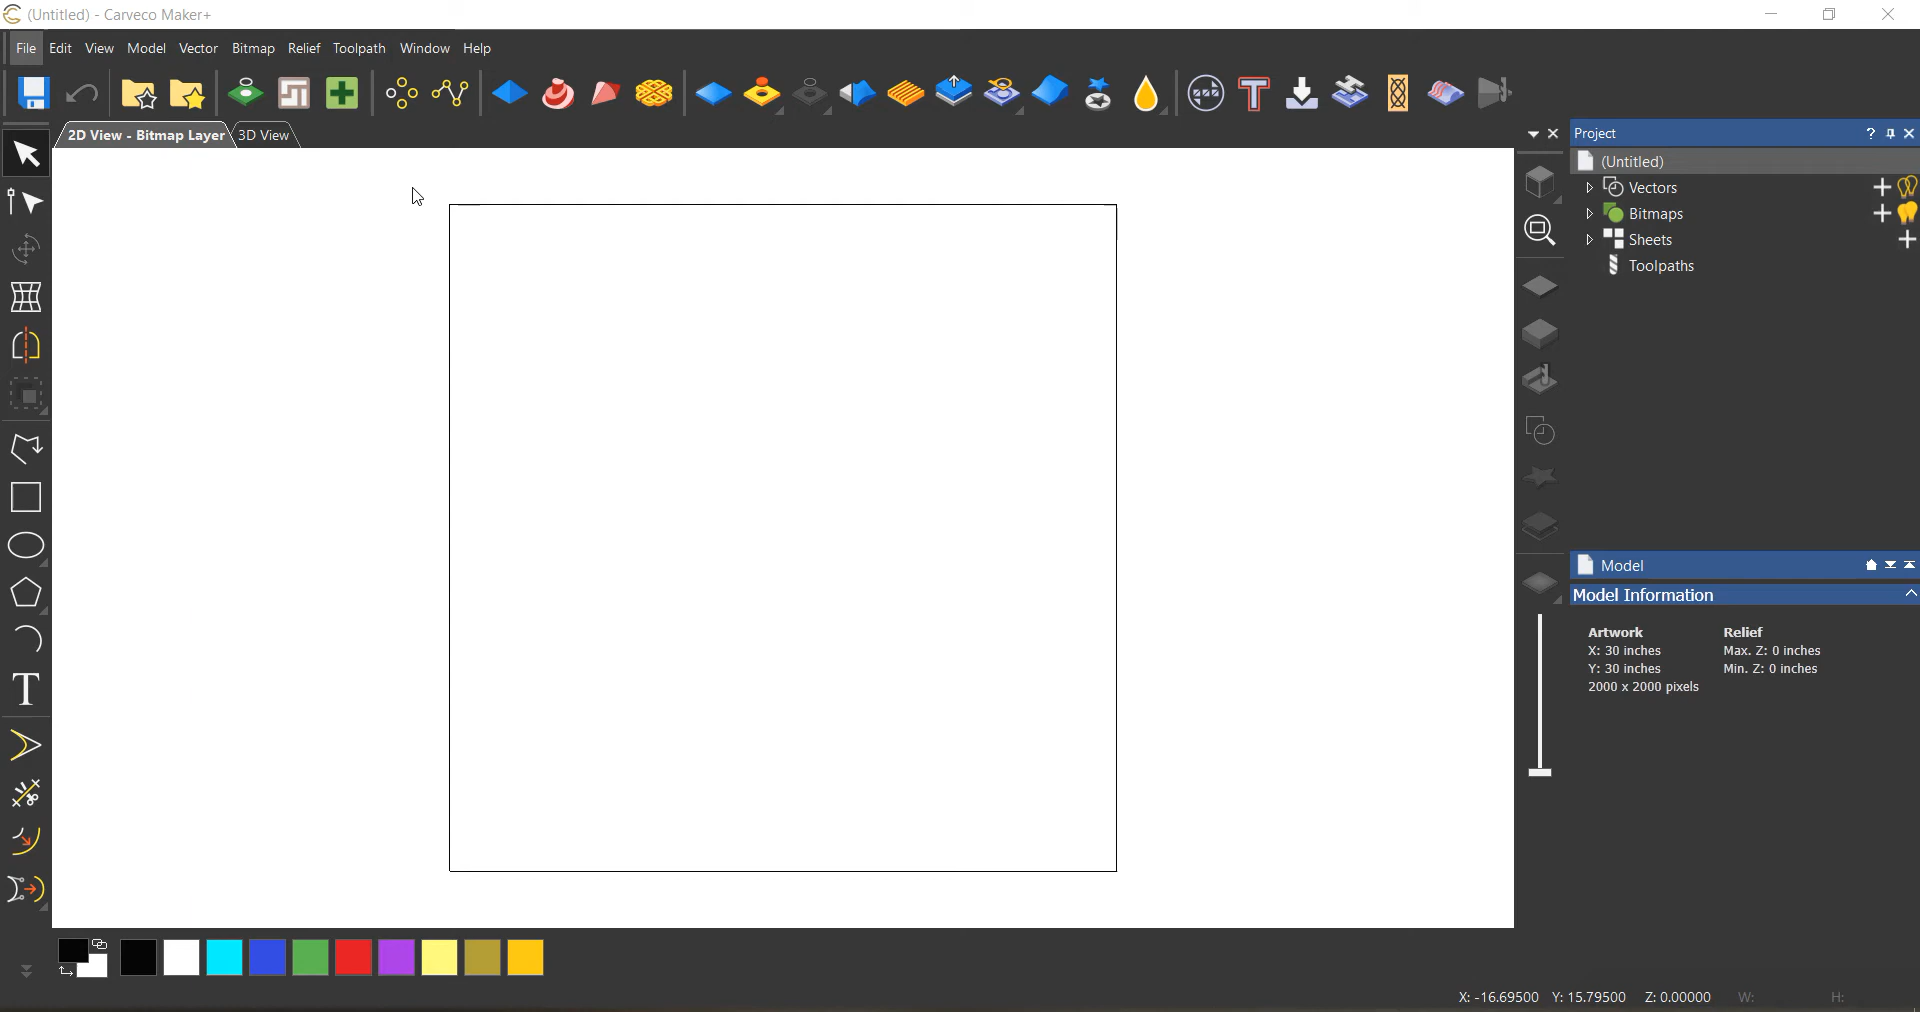 (Untitled) - Carveco Maker+
File Edit View Model Vector Bitmap Relief Toolpath Window Help
2D View - Bitmap Layer 3D View
Project ?
(Untitled)
Vectors
Bitmaps
Sheets
Toolpaths
T
Model
Model Information
Artwork Relief
X: 30 inches Max. Z: 0 inches
Y: 30 inches Min. Z: 0 inches
2000 x 2000 pixels
X: -16.69500 Y: 15.79500 Z: 0.00000 W: H: